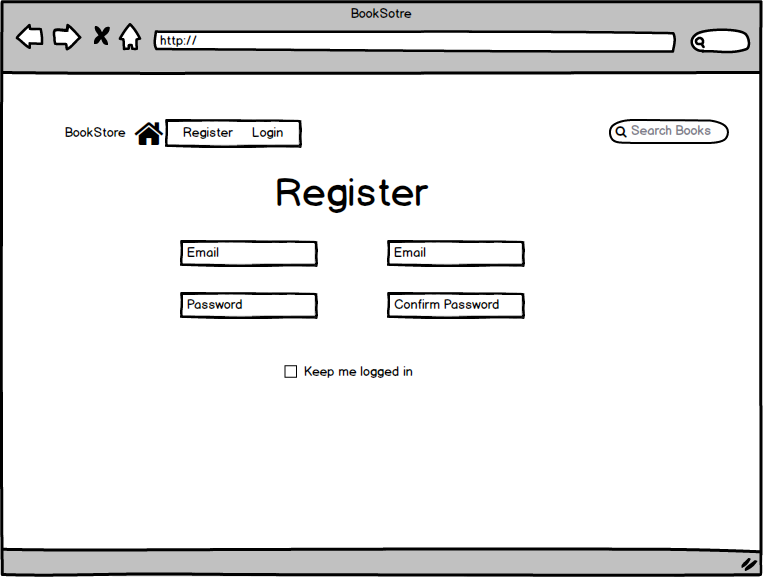 BookSotre
http://
BookStore Register Login Search Books
Register
Email Email
Password Confirm Password
Keep me logged in